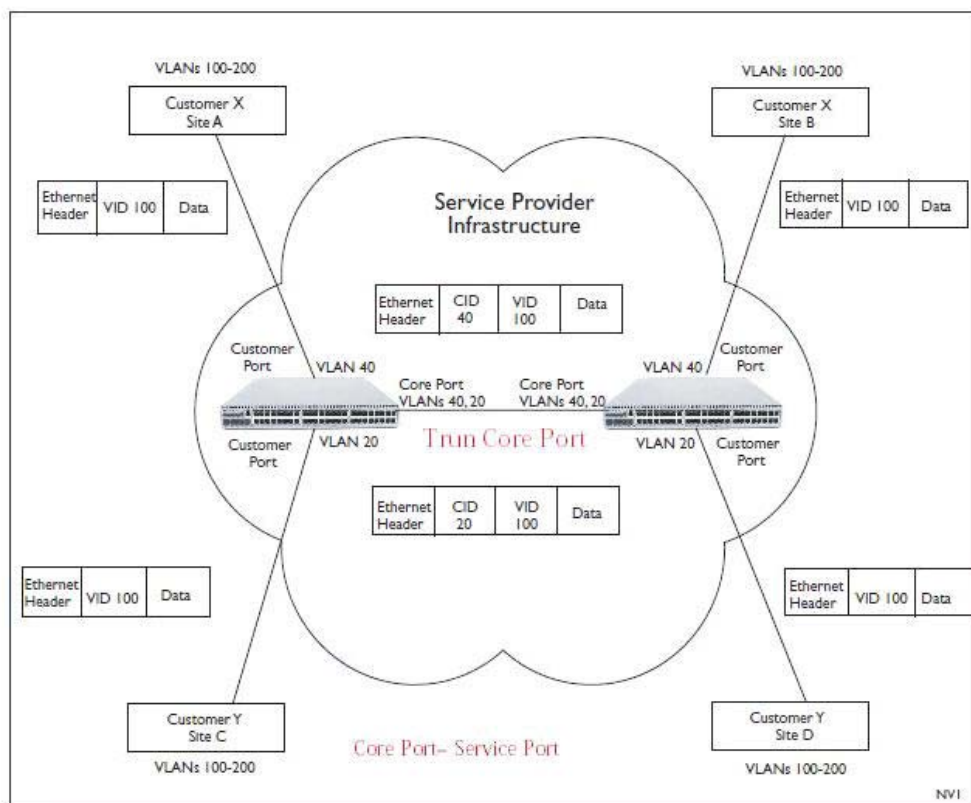 VLANs 100-200
Customer X
Site A
VLANs 100-200
Customer X
Site B
Ethernet
Header
VID 100
Data
Ethernet
Header
VID 100
Data
Service Provider
Infrastructure
Ethernet
Header
CID
40
VID
100
Data
Customer
Port
VLAN 40
Core Port
VLANs 40, 20
Core Port
VLANs 40, 20
VLAN 40
Customer
Port
Customer
Port
VLAN 20
Trun Core Port
VLAN 20
Customer
Port
Ethernet
Header
CID
20
VID
100
Data
Ethernet
Header
VID 100
Data
Ethernet
Header
VID 100
Data
Customer Y
Site C
VLANs 100-200
Core Port- Service Port
Customer Y
Site D
VLANs 100-200
NV1